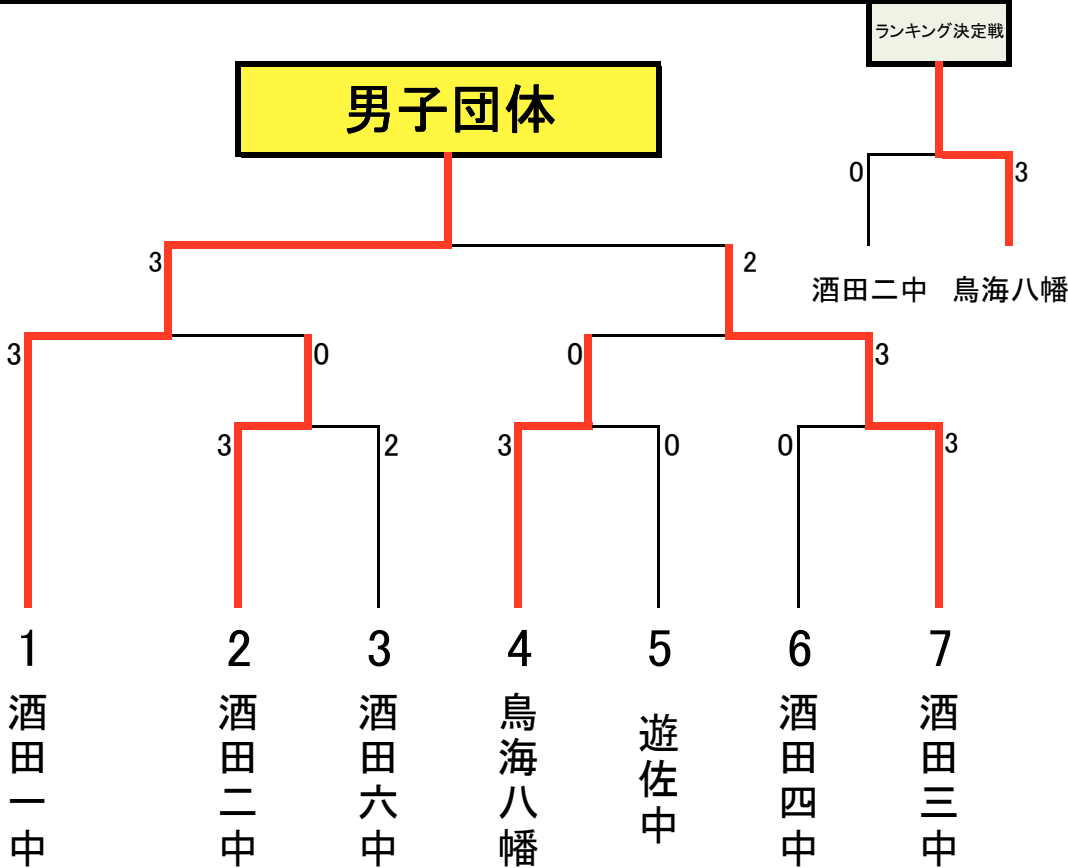 ランキング決定戦
男子団体
0 3
3 2
酒田二中 鳥海八幡
3 0 0 3
3 2 3 0 0 3
1 2 3 4 5 6 7
酒田一中
酒田二中
酒田六中
鳥海八幡
遊佐中
酒田四中
酒田三中